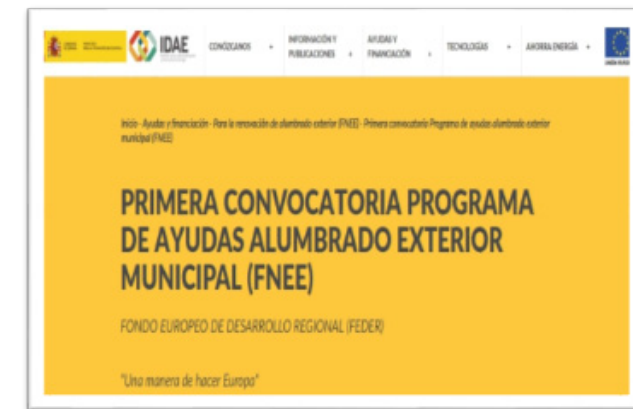 IDAE
CONÓZCANOS +
INFORMACIÓN Y
PUBLICACIONES +
AYUDAS Y
FINANCIACIÓN +
TECNOLOGÍAS +
AHORRA ENERGÍA +
UNIÓN EUROPEA
Inicio - Ayudas y financiación - Para la renovación de alumbrado exterior (FNEE) - Primera convocatoria Programa de ayudas alumbrado exterior
municipal (FNEE)
PRIMERA CONVOCATORIA PROGRAMA
DE AYUDAS ALUMBRADO EXTERIOR
MUNICIPAL (FNEE)
FONDO EUROPEO DE DESARROLLO REGIONAL (FEDER)
"Una manera de hacer Europa"